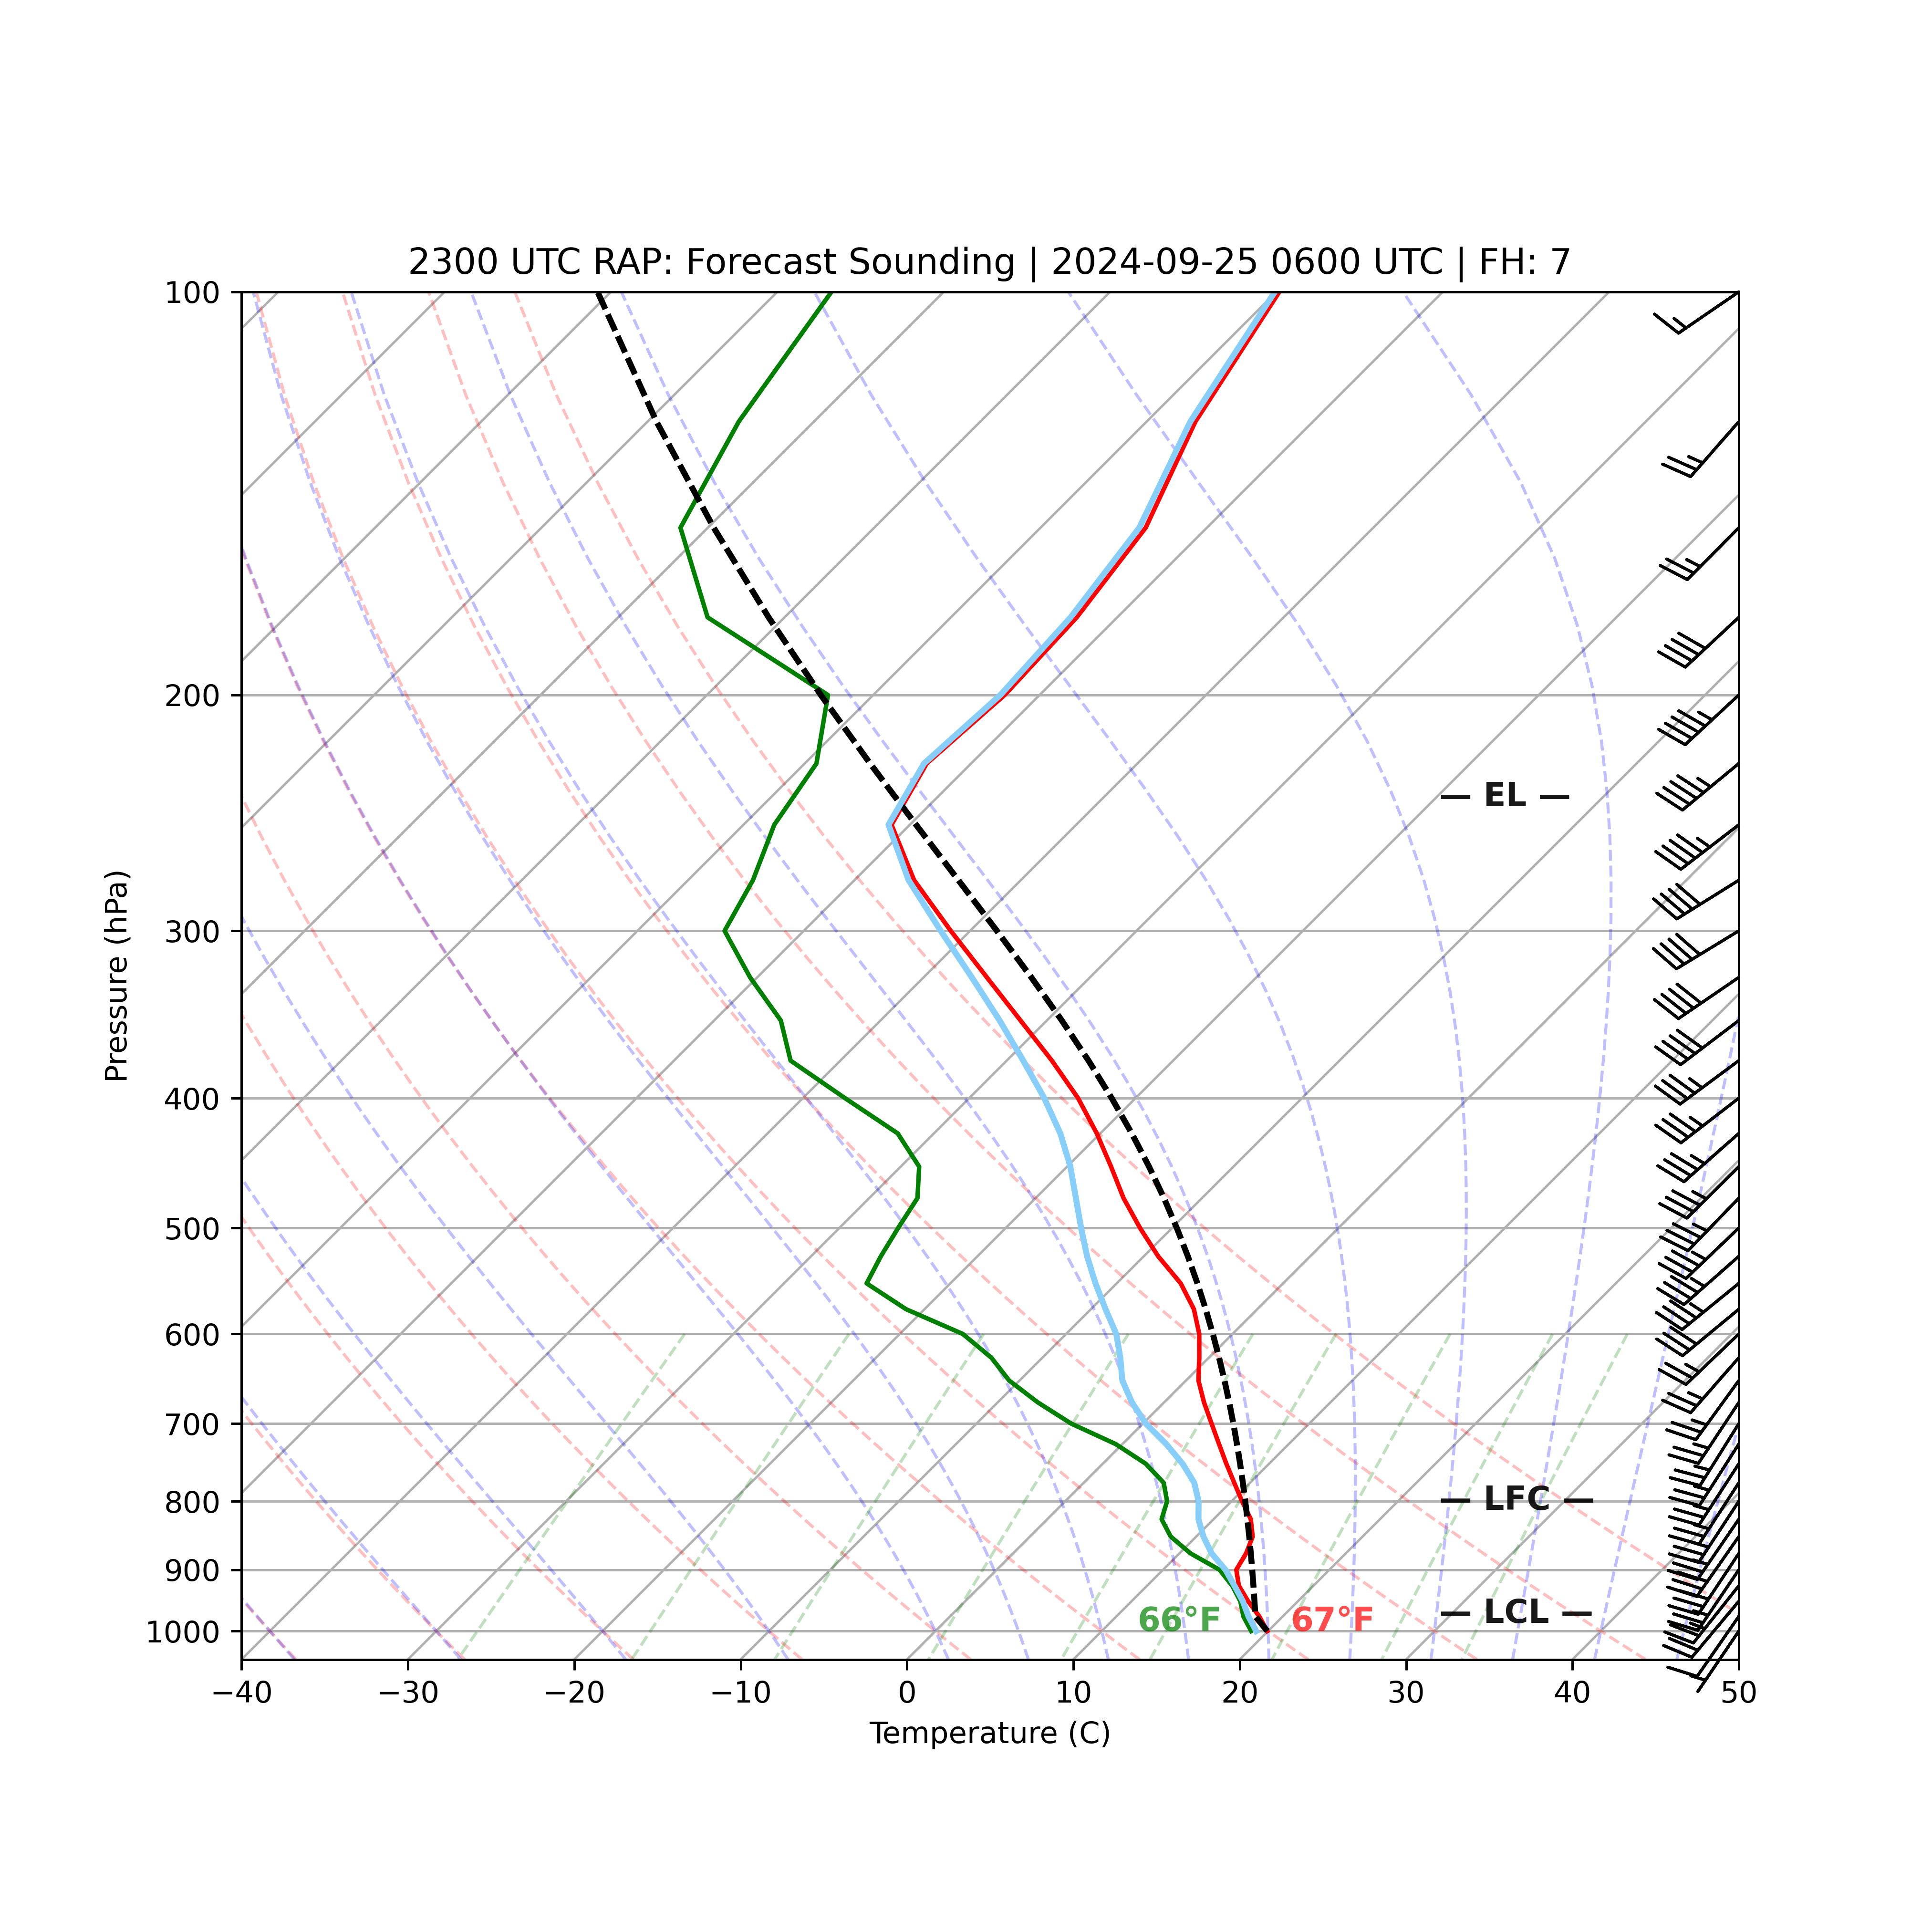 2300 UTC RAP: Forecast Sounding | 2024-09-25 0600 UTC | FH: 7
100
200
EL
300
Pressure (hPa)
400
500
600
700
800
LFC
900
LCL
66°F
67°F
1000
−40 −30 −20 −10 0 10 20 30 40 50
Temperature (C)